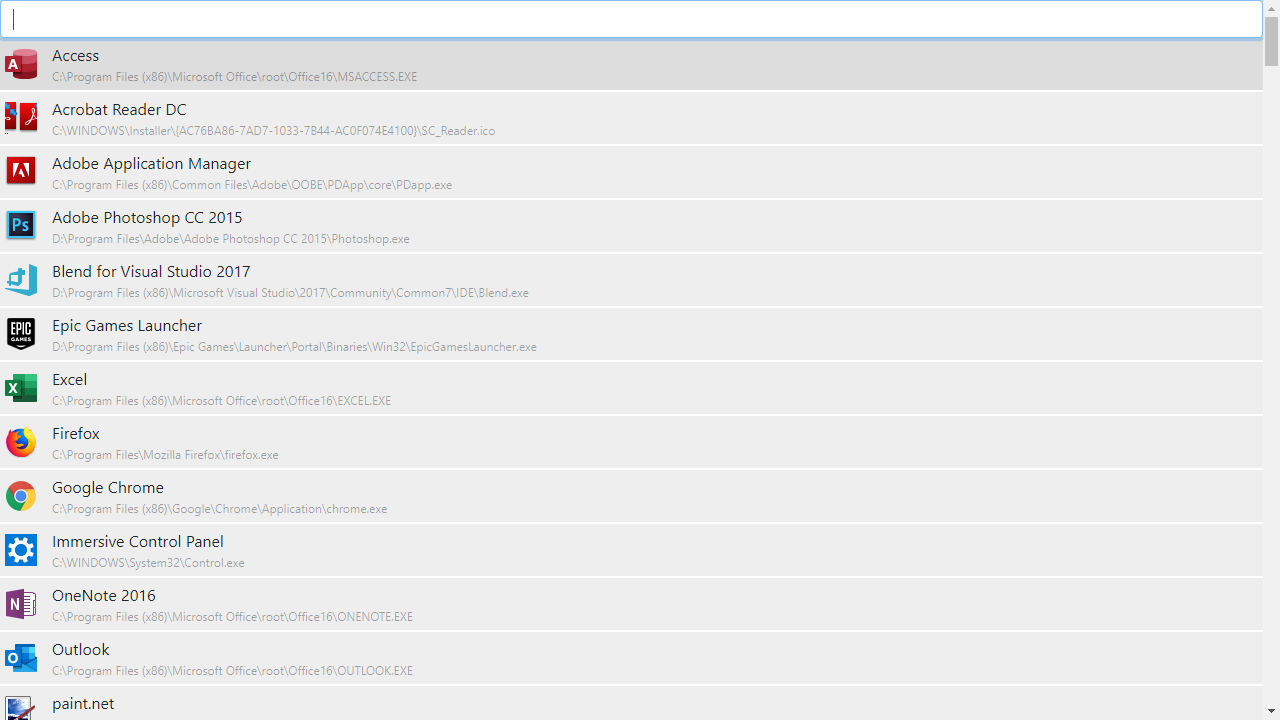 Access
C:\Program Files (x86)\Microsoft Office\root\Office16\MSACCESS.EXE
Acrobat Reader DC
C:\WINDOWS\Installer\{AC76BA86-7AD7-1033-7B44-AC0F074E4100}\SC_Reader.ico
Adobe Application Manager
C:\Program Files (x86)\Common Files\Adobe\OOBE\PDApp\core\PDapp.exe
Adobe Photoshop CC 2015
D:\Program Files\Adobe\Adobe Photoshop CC 2015\Photoshop.exe
Blend for Visual Studio 2017
D:\Program Files (x86)\Microsoft Visual Studio\2017\Community\Common7\IDE\Blend.exe
Epic Games Launcher
D:\Program Files (x86)\Epic Games\Launcher\Portal\Binaries\Win32\EpicGamesLauncher.exe
Excel
C:\Program Files (x86)\Microsoft Office\root\Office16\EXCEL.EXE
Firefox
C:\Program Files\Mozilla Firefox\firefox.exe
Google Chrome
C:\Program Files (x86)\Google\Chrome\Application\chrome.exe
Immersive Control Panel
C:\WINDOWS\System32\Control.exe
OneNote 2016
C:\Program Files (x86)\Microsoft Office\root\Office16\ONENOTE.EXE
Outlook
C:\Program Files (x86)\Microsoft Office\root\Office16\OUTLOOK.EXE
paint.net